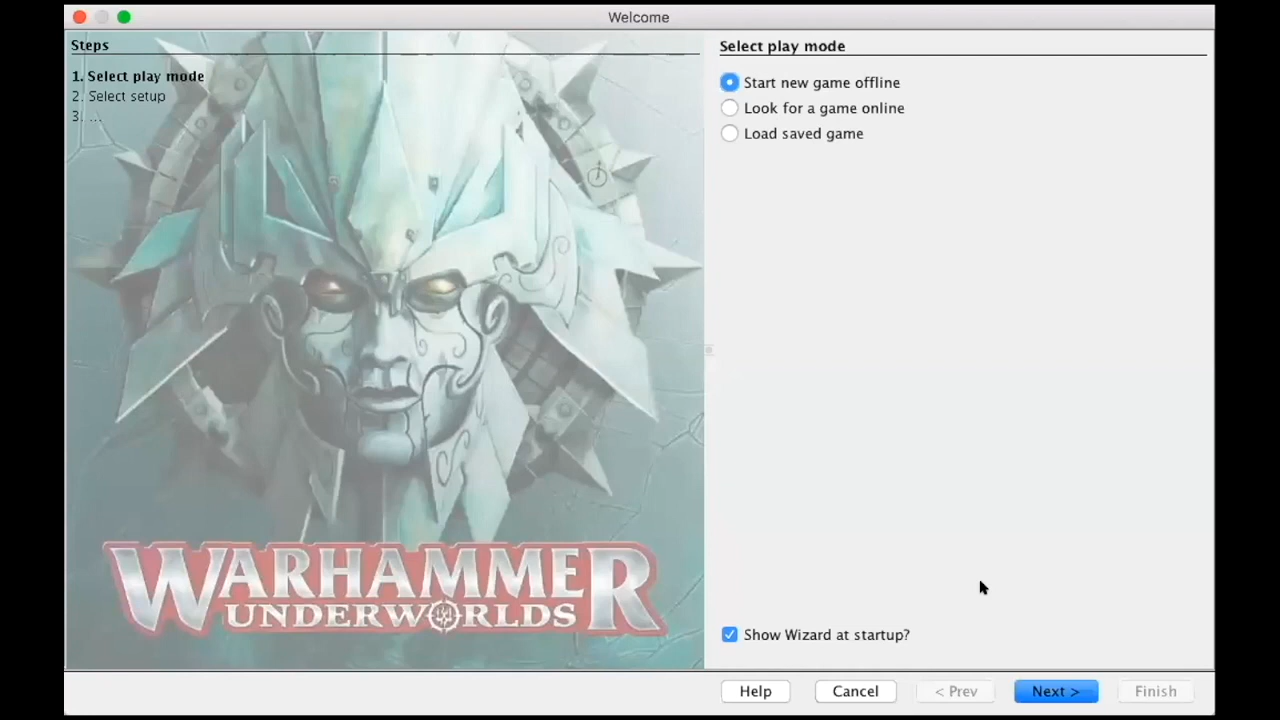 Welcome
Steps
1. Select play mode
2. Select setup
3. ...
WARHAMMER
UNDERWORLDS
Select play mode
Start new game offline
Look for a game online
Load saved game
Show Wizard at startup?
Help
Cancel
< Prev
Next >
Finish